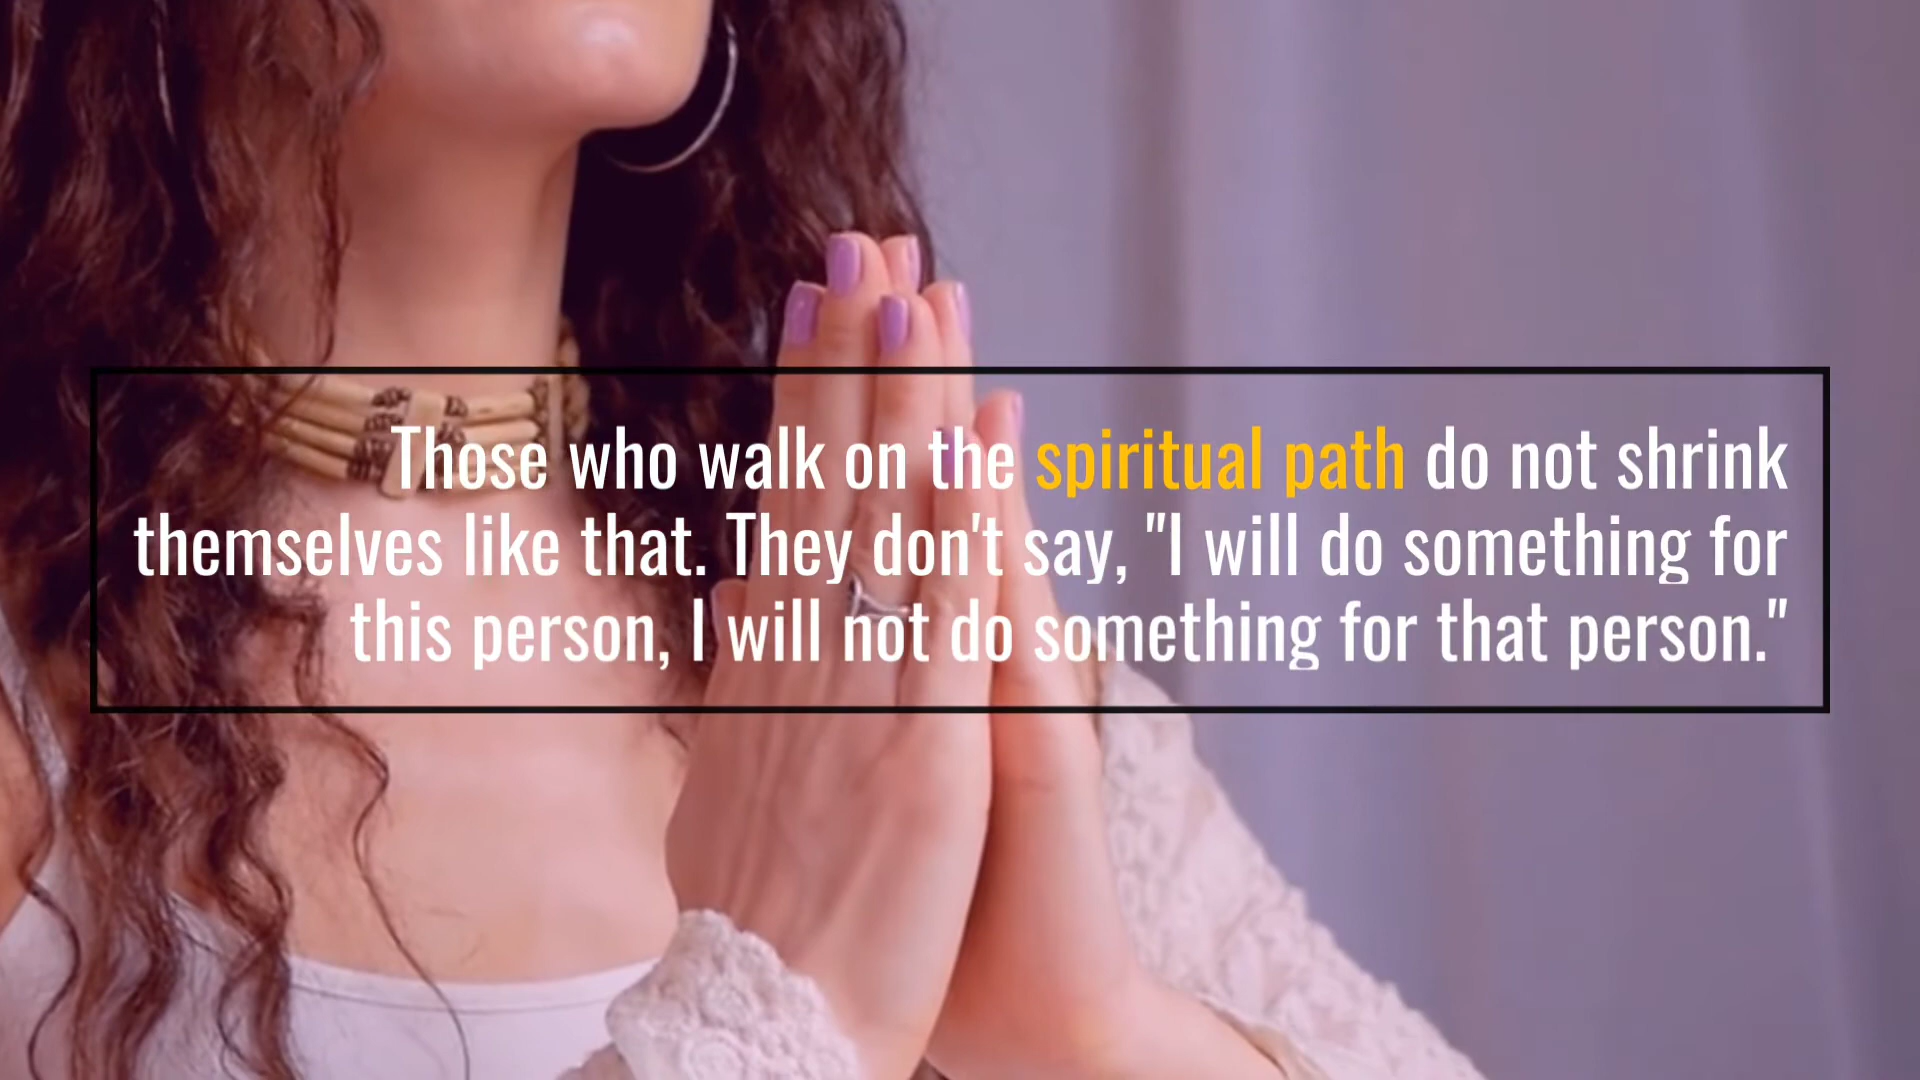 Those who walk on the spiritual path do not shrink
themselves like that. They don't say, "I will do something for
this person, I will not do something for that person."